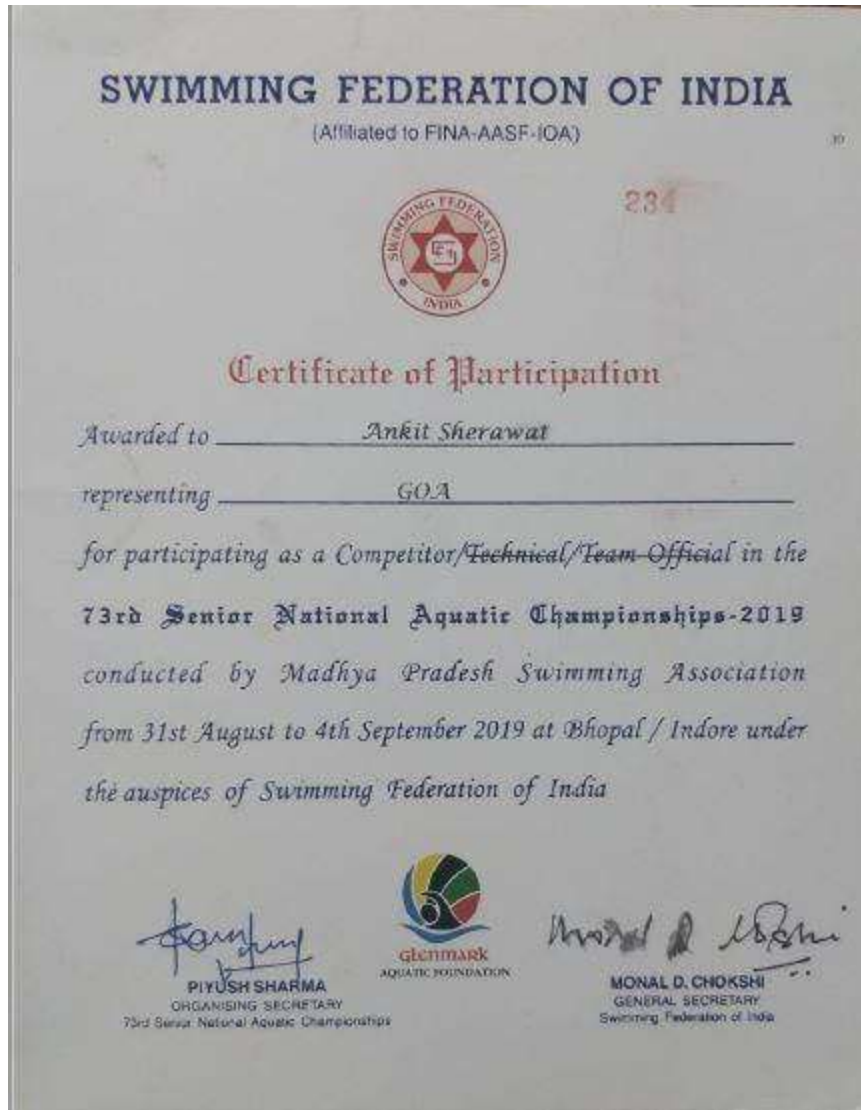 SWIMMING FEDERATION OF INDIA
(Affiliated to FINA-AASF-IOA)
234
SWIMMING FEDERATION
INDIA
Certificate of Participation
Awarded to Ankit Sherawat
representing GOA
for participating as a Competitor/Technical/Team Official in the
73rd Senior National Aquatic Championships-2019
conducted by Madhya Pradesh Swimming Association
from 31st August to 4th September 2019 at Bhopal / Indore under
the auspices of Swimming Federation of India
glenmark
AQUATIC FOUNDATION
PIYUSH SHARMA
ORGANISING SECRETARY
73rd Senior National Aquatic Championships
MONAL D. CHOKSHI
GENERAL SECRETARY
Swimming Federation of India